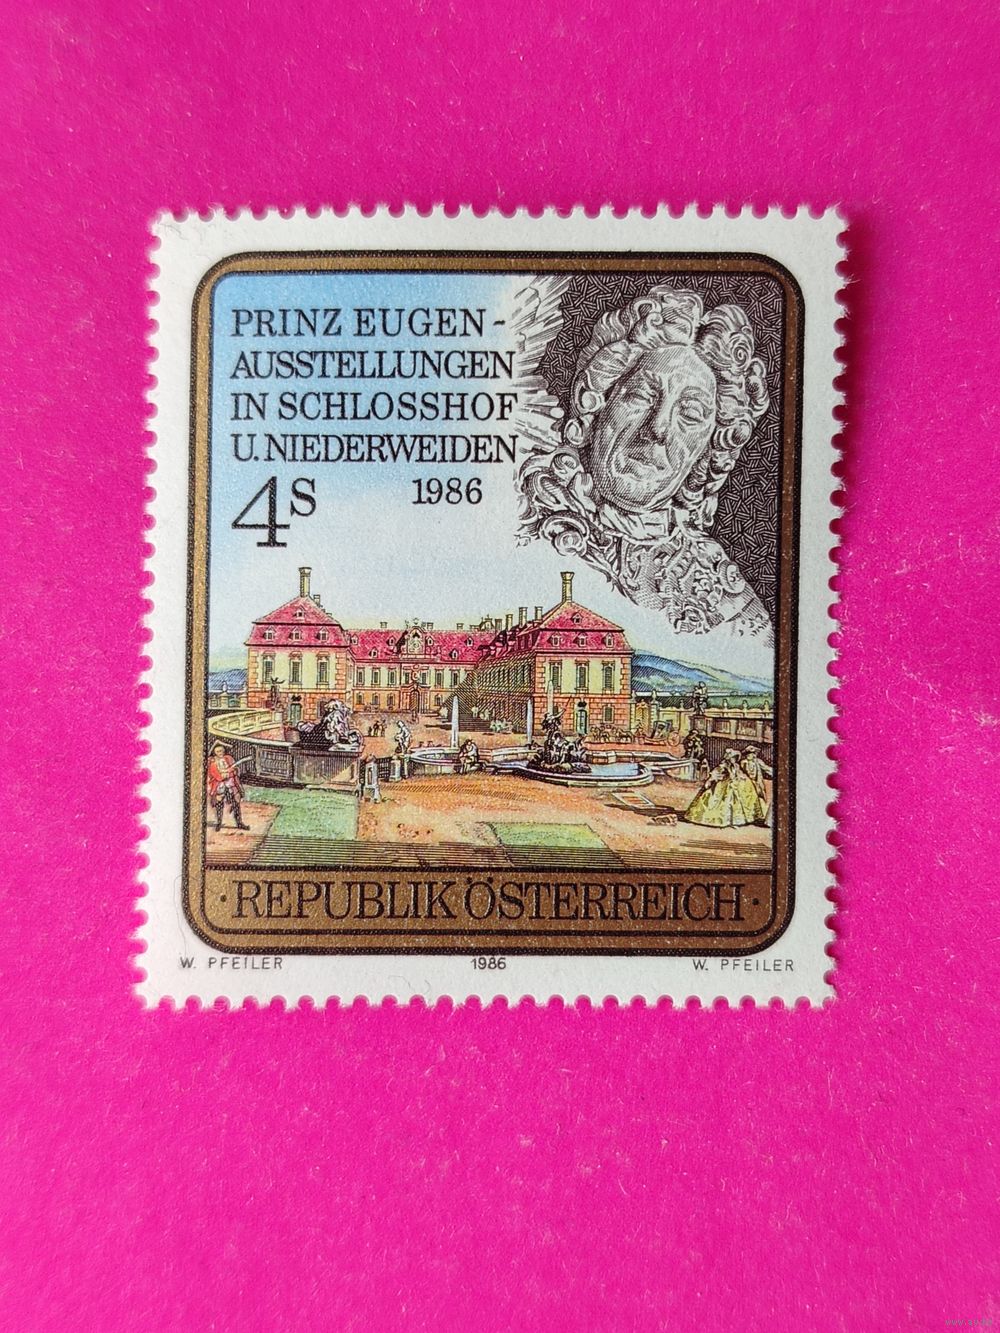 PRINZ EUGEN-
AUSSTELLUNGEN
IN SCHLOSSHOF
U. NIEDERWEIDEN
4S 1986
·REPUBLIK ÖSTERREICH·
W. PFEILER 1986 W. PFEILER